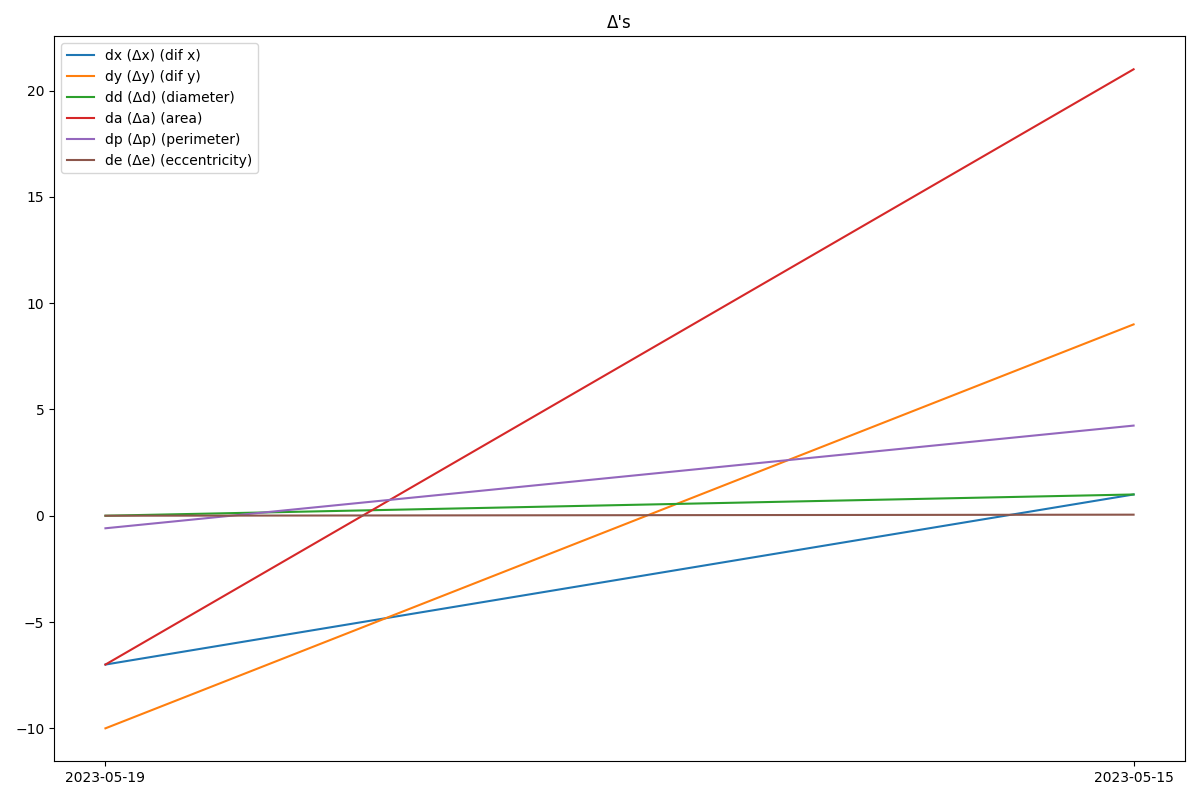 Δ's
dx (Δx) (dif x)
dy (Δy) (dif y)
dd (Δd) (diameter)
da (Δa) (area)
dp (Δp) (perimeter)
de (Δe) (eccentricity)
20
15
10
5
0
−5
−10
2023-05-19 2023-05-15